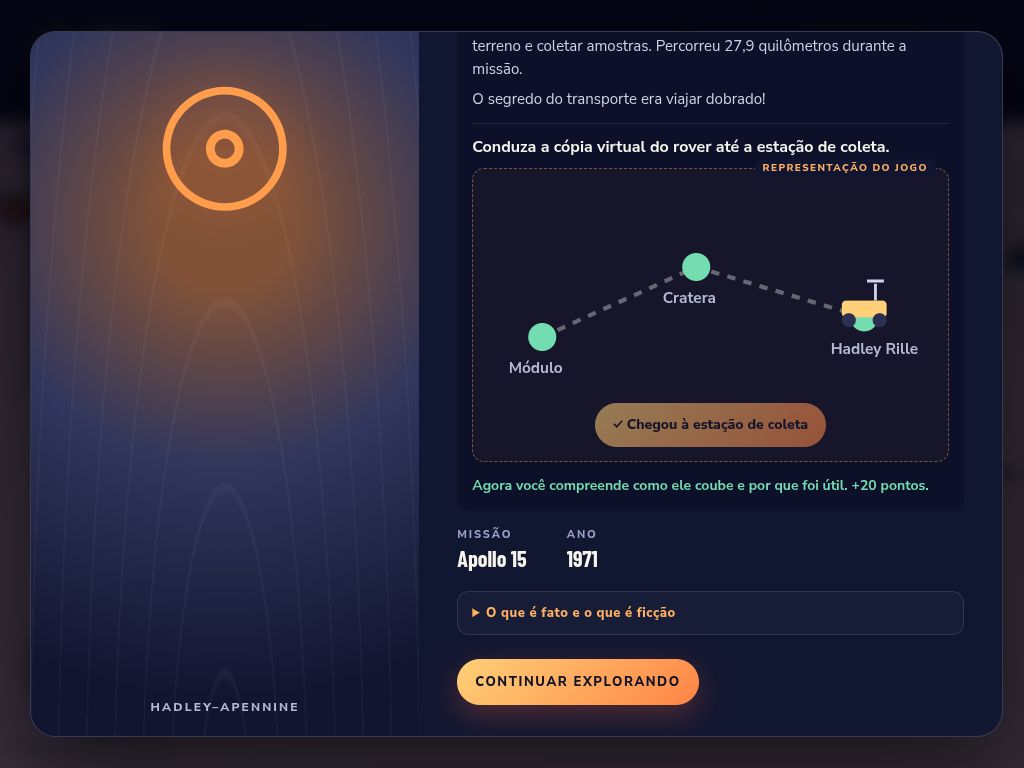 terreno e coletar amostras. Percorreu 27,9 quilômetros durante a
missão.
O segredo do transporte era viajar dobrado!
Conduza a cópia virtual do rover até a estação de coleta.
REPRESENTAÇÃO DO JOGO
Cratera
Hadley Rille
Módulo
✓ Chegou à estação de coleta
Agora você compreende como ele coube e por que foi útil. +20 pontos.
MISSÃO ANO
Apollo 15 1971
▶ O que é fato e o que é ficção
CONTINUAR EXPLORANDO
HADLEY–APENNINE